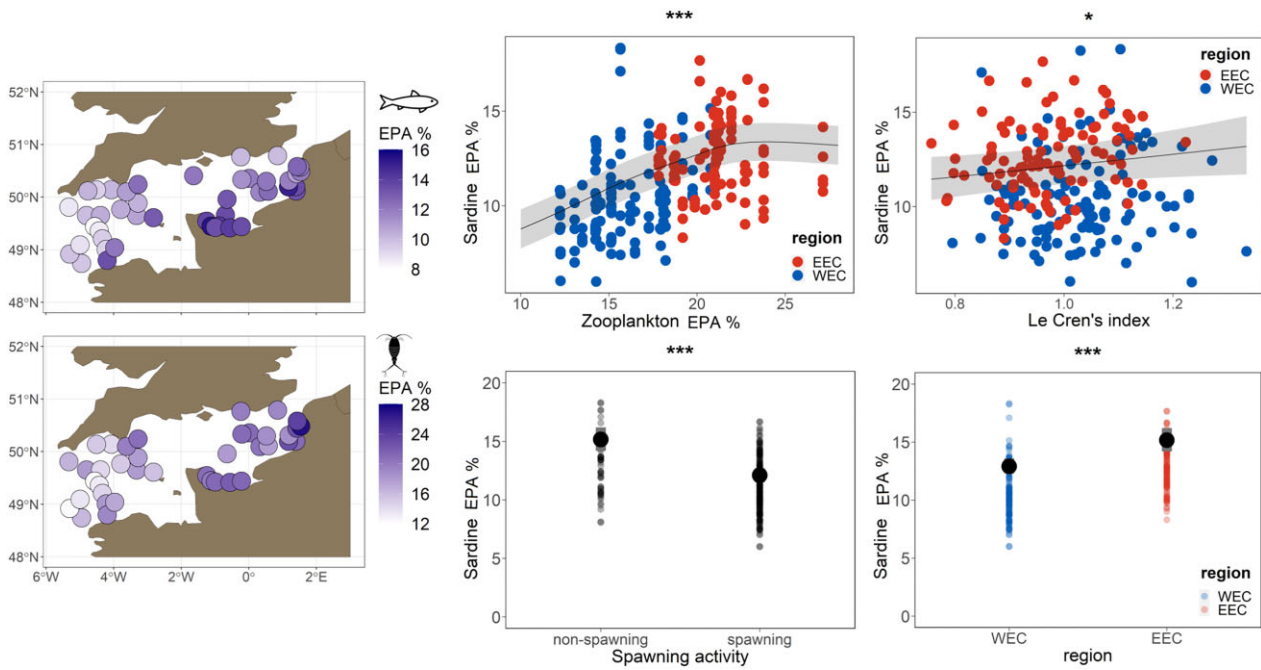 52°N
51°N
50°N
49°N
48°N
EPA %
16
14
12
10
8
52°N
51°N
50°N
49°N
48°N
6°W
4°W
2°W
0°
2°E
EPA %
28
24
20
16
12
***
Sardine EPA %
15
10
10
15
20
25
Zooplankton EPA %
region
EEC
WEC
*
Sardine EPA %
15
10
0.8
1.0
1.2
Le Cren's index
region
EEC
WEC
***
Sardine EPA %
20
15
10
5
0
non-spawning
spawning
Spawning activity
***
Sardine EPA %
20
15
10
5
0
WEC
EEC
region
region
WEC
EEC